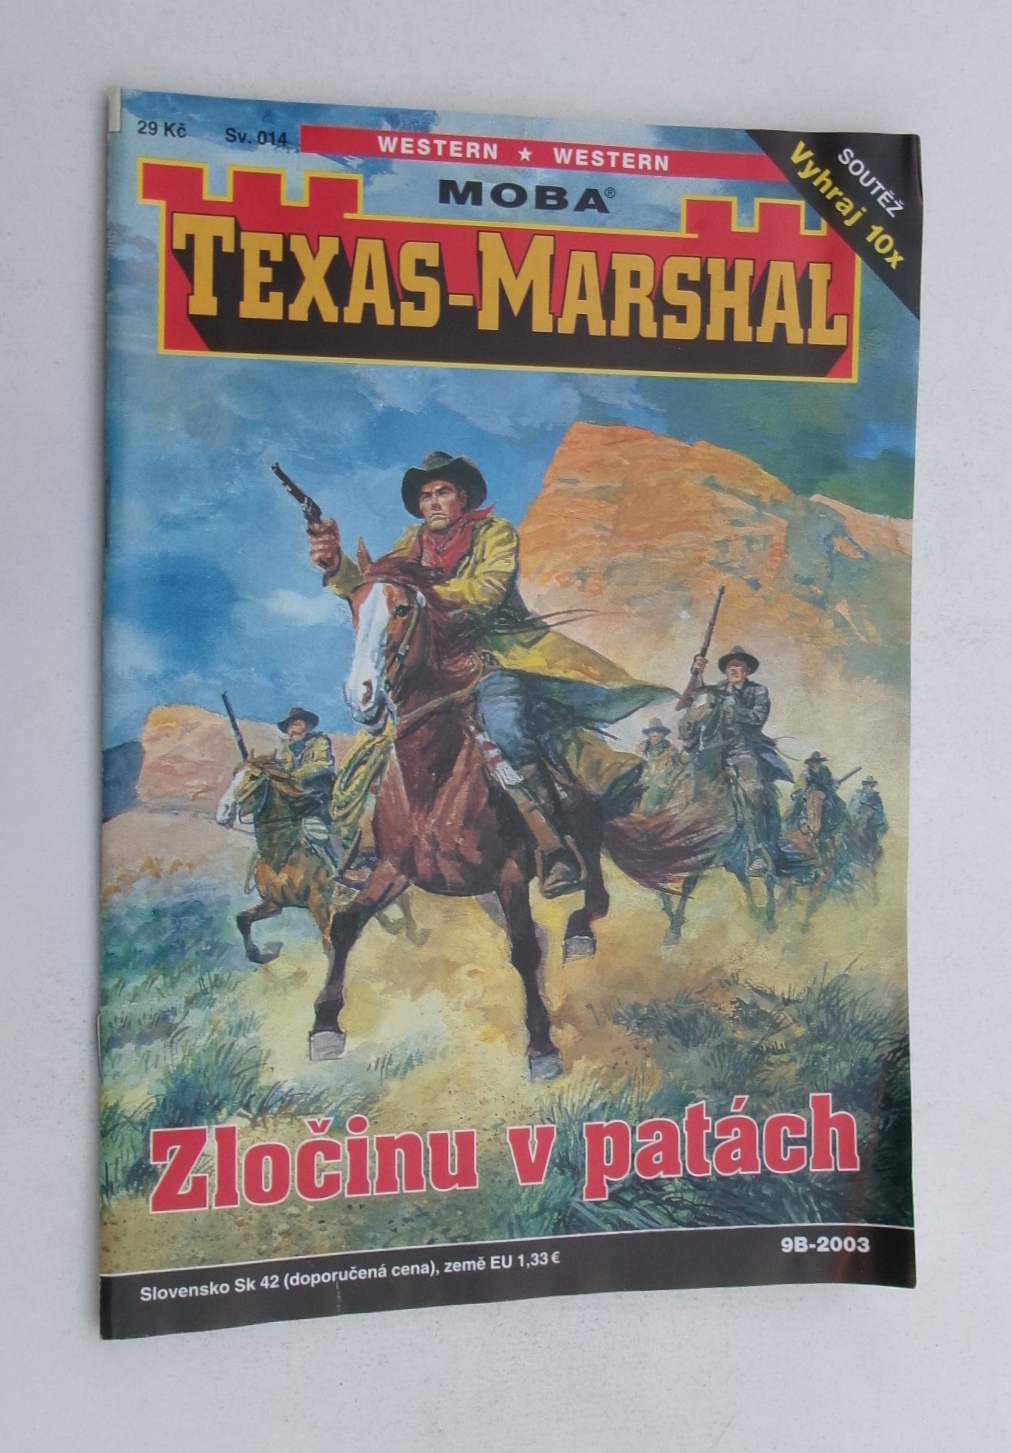 29 Kč Sv. 014
WESTERN ★ WESTERN
SOUTĚŽ
Vyhraj 10x
MOBA®
TEXAS-MARSHAL
Zločinu v patách
9B-2003
Slovensko Sk 42 (doporučená cena), země EU 1,33 €